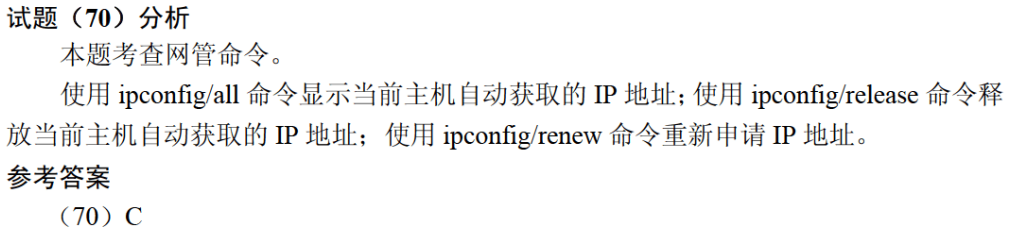 试题（70）分析
本题考查网管命令。
使用 ipconfig/all 命令显示当前主机自动获取的 IP 地址；使用 ipconfig/release 命令释
放当前主机自动获取的 IP 地址；使用 ipconfig/renew 命令重新申请 IP 地址。
参考答案
（70）C